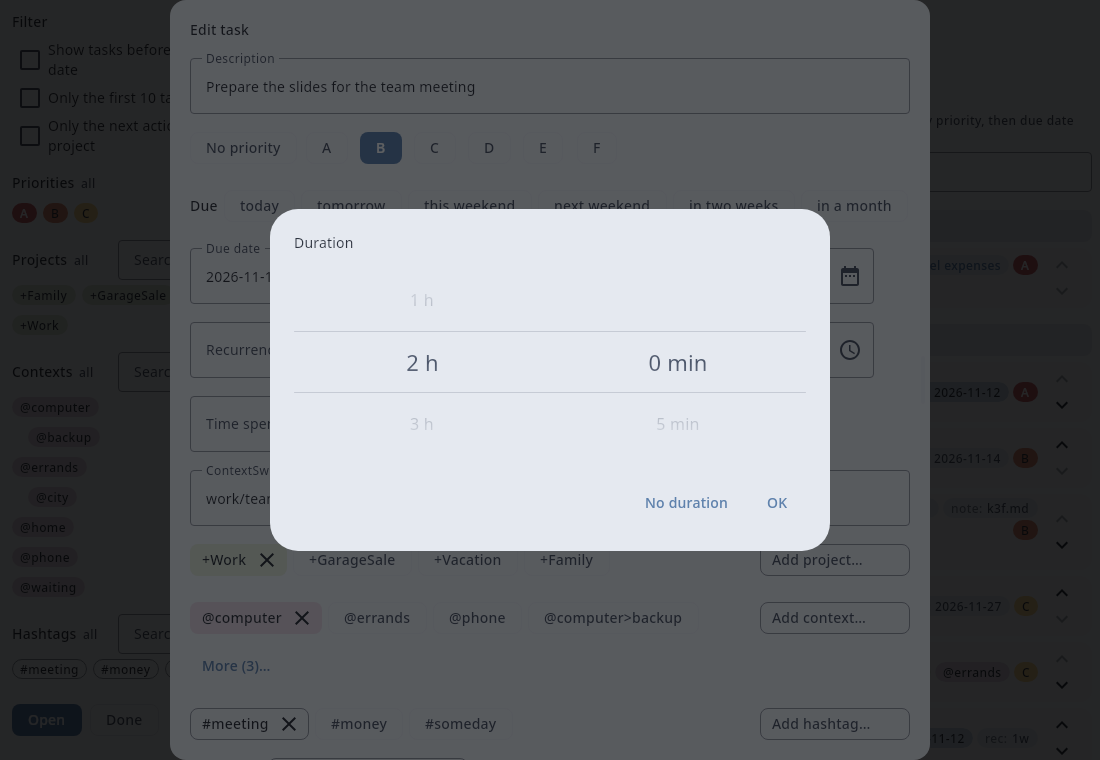 Filter
Show tasks before
date
Only the first 10 ta
Only the next actio
project
Priorities all
A B C
Projects all
Searc
+Family +GarageSale
+Work
Contexts all
Searc
@computer
@backup
@errands
@city
@home
@phone
@waiting
Hashtags all
Searc
#meeting #money
Open Done
Edit task
Description
Prepare the slides for the team meeting
No priority A B C D E F
Due today tomorrow this weekend next weekend in two weeks in a month
Due date
2026-11-1
Recurrenc
Time spen
ContextSw
work/tear
+Work +GarageSale +Vacation +Family
Add project…
@computer @errands @phone @computer>backup
Add context…
More (3)…
#meeting #money #someday
Add hashtag…
Duration
1 h
2 h 0 min
3 h 5 min
No duration OK
priority, then due date
el expenses A
2026-11-12 A
2026-11-14 B
note: k3f.md
B
2026-11-27 C
@errands C
11-12 rec: 1w